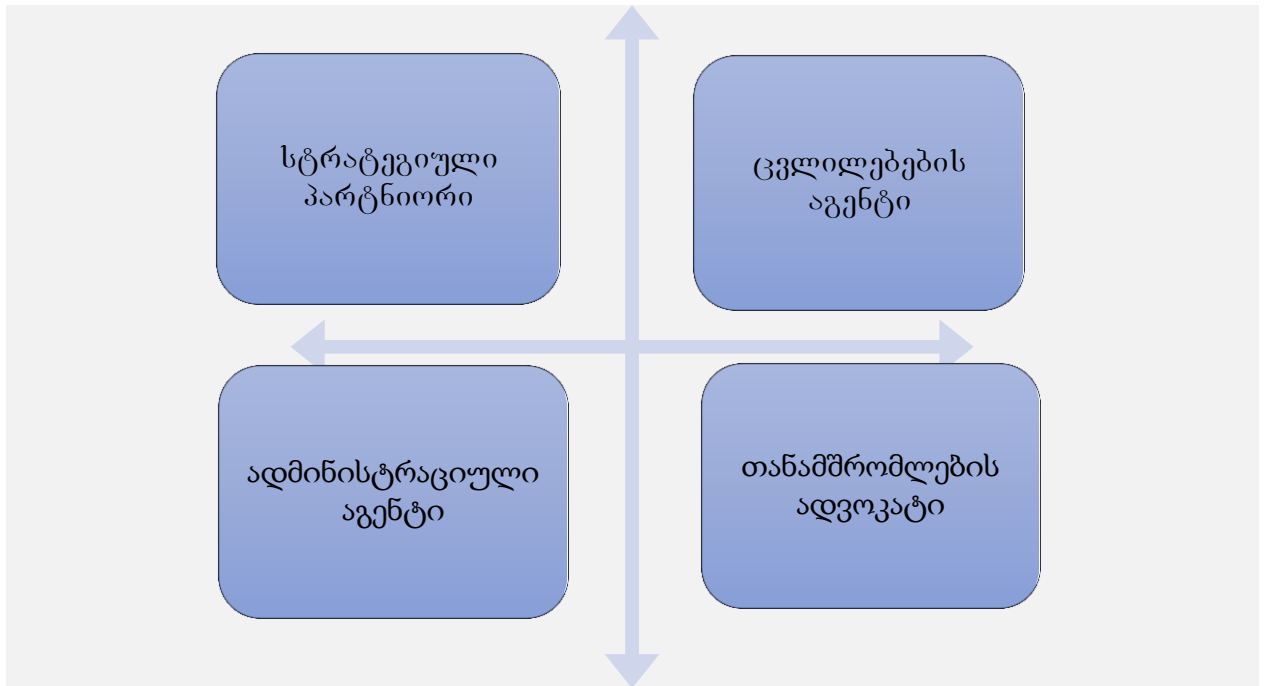 სტრატეგიული
პარტნიორი
ცვლილებების
აგენტი
ადმინისტრაციული
აგენტი
თანამშრომლების
ადვოკატი